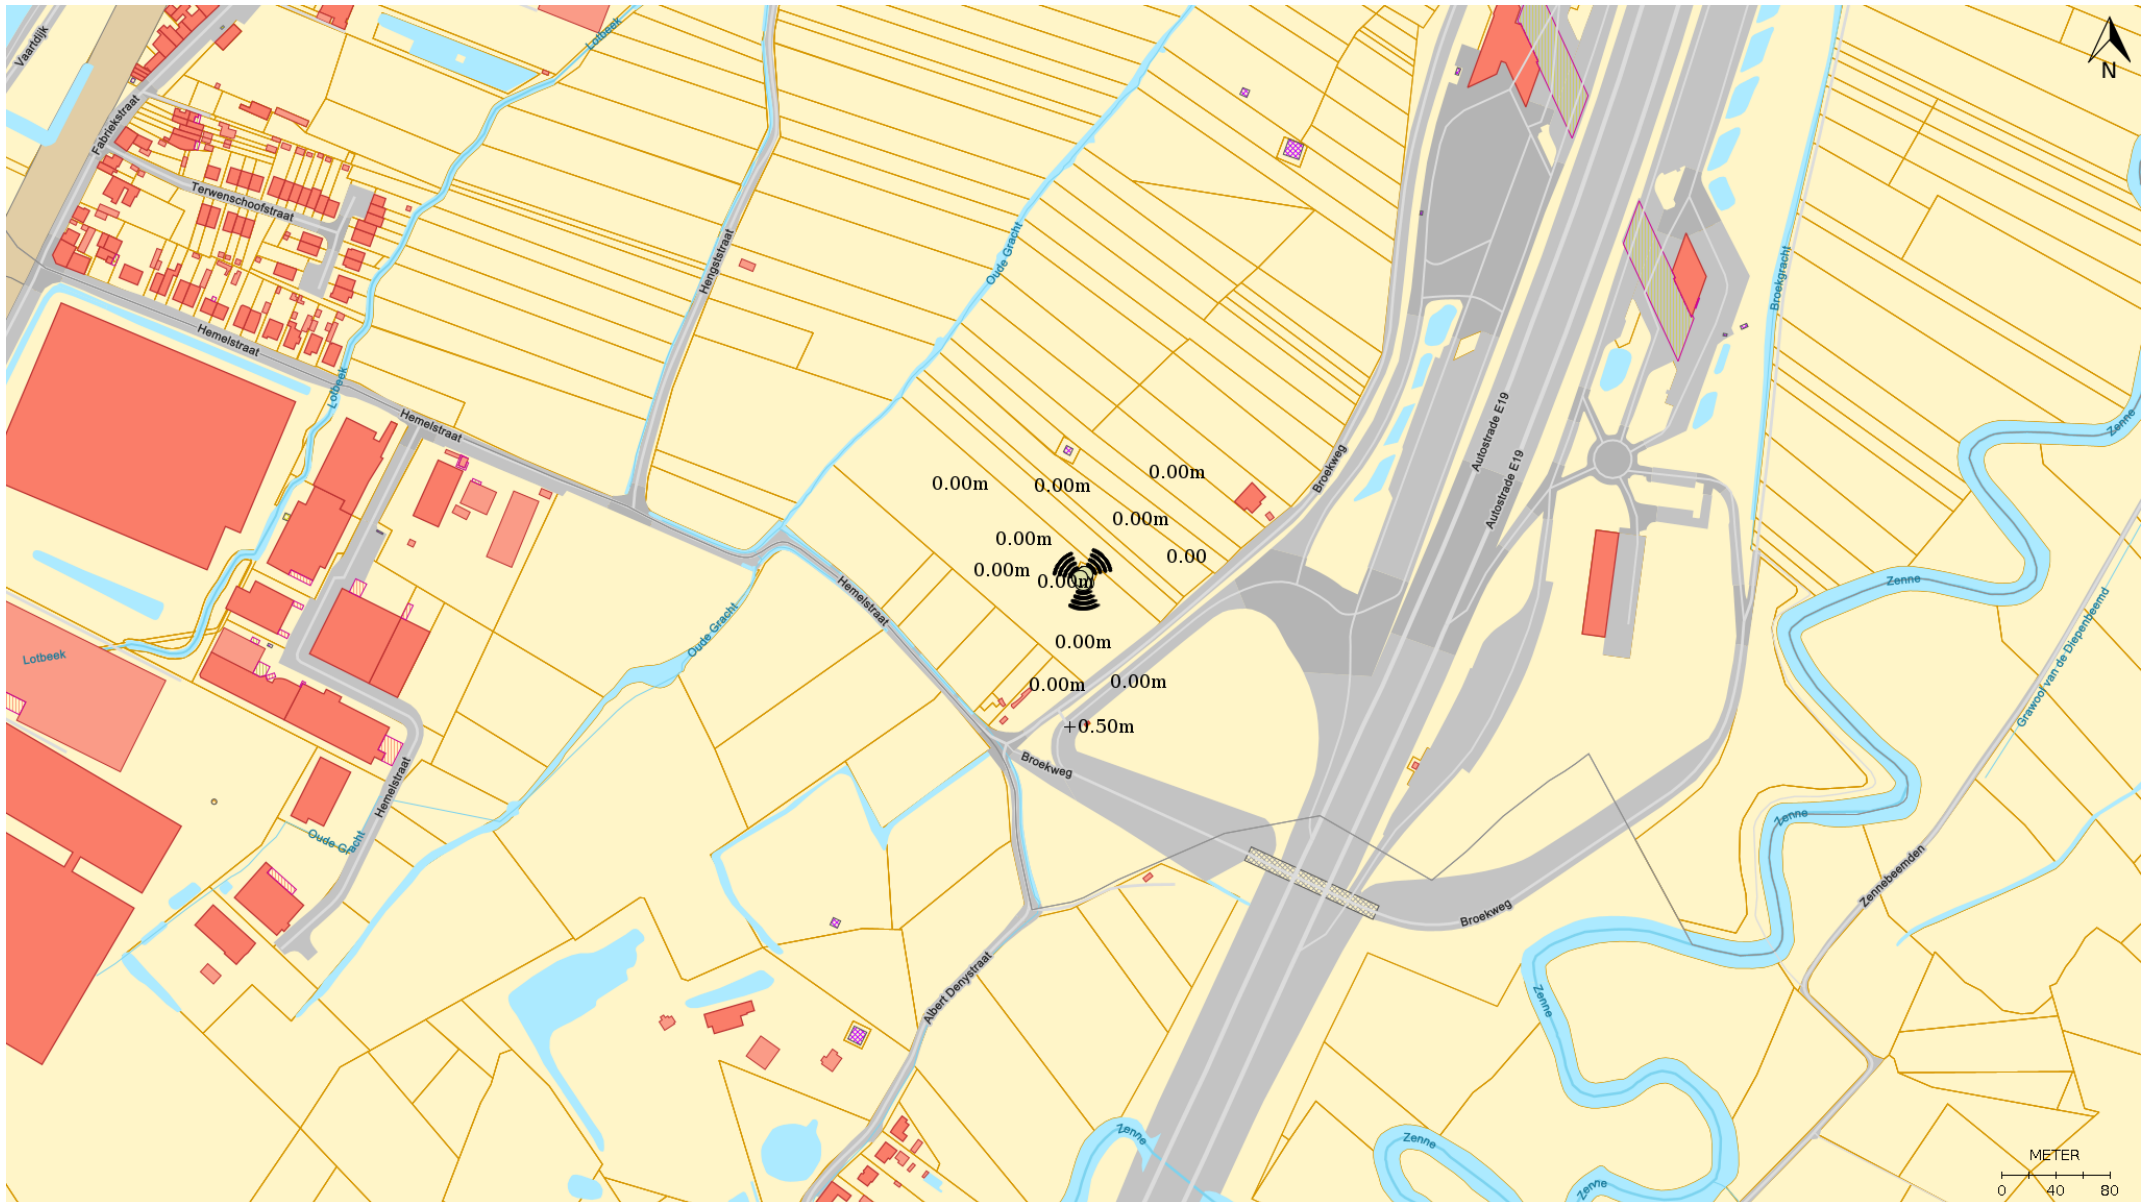 Vaartdijk
Lotbeek
N
Fabriekstraat
Terwenschoofstraat
Hengststraat
Oude Gracht
Broekgracht
Hemelstraat
Lotbeek
Hemelstraat
Autostrade E19
Autostrade E19
Broekweg
Zenne
0.00m
0.00m
0.00m
0.00m
0.00m
0.00
0.00m
0.00m
Hemelstraat
Zenne
Oude Gracht
Grawool van de Diepenbeemd
0.00m
Lotbeek
0.00m
0.00m
+0.50m
Broekweg
Hemelstraat
Oude Gracht
Zenne
Zennebeemden
Broekweg
Albert Denystraat
Zenne
Zenne
Zenne
Zenne
METER
0 40 80